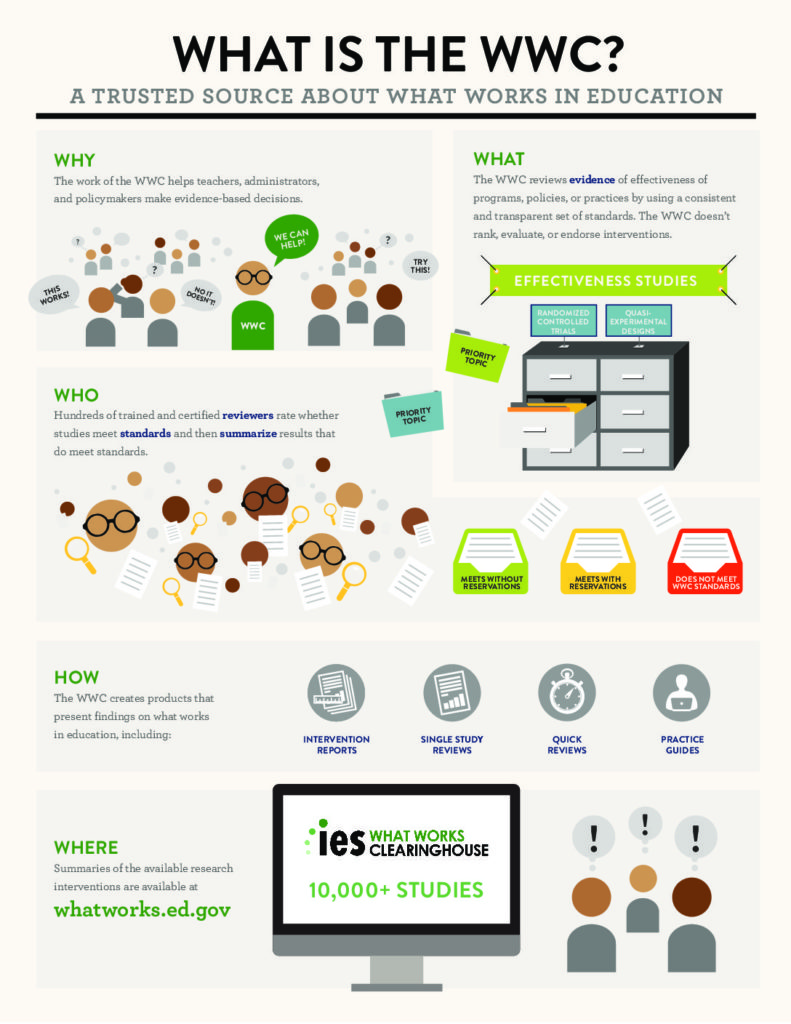 WHAT IS THE WWC?
A TRUSTED SOURCE ABOUT WHAT WORKS IN EDUCATION
WHY
The work of the WWC helps teachers, administrators,
and policymakers make evidence-based decisions.
?
?
?
THIS
WORKS!
NO IT
DOESN'T!
WE CAN
HELP!
WWC
TRY
THIS!
WHAT
The WWC reviews evidence of effectiveness of
programs, policies, or practices by using a consistent
and transparent set of standards. The WWC doesn't
rank, evaluate, or endorse interventions.
EFFECTIVENESS STUDIES
RANDOMIZED
CONTROLLED
TRIALS
QUASI-
EXPERIMENTAL
DESIGNS
PRIORITY
TOPIC
PRIORITY
TOPIC
WHO
Hundreds of trained and certified reviewers rate whether
studies meet standards and then summarize results that
do meet standards.
MEETS WITHOUT
RESERVATIONS
MEETS WITH
RESERVATIONS
DOES NOT MEET
WWC STANDARDS
HOW
The WWC creates products that
present findings on what works
in education, including:
INTERVENTION
REPORTS
SINGLE STUDY
REVIEWS
QUICK
REVIEWS
PRACTICE
GUIDES
WHERE
Summaries of the available research
interventions are available at
whatworks.ed.gov
ies WHAT WORKS
CLEARINGHOUSE
10,000+ STUDIES
!
!
!